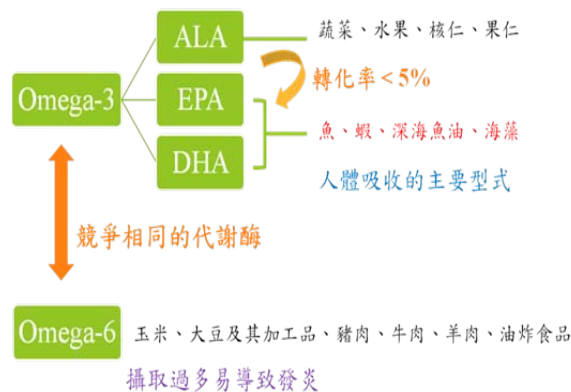 ALA
蔬菜、水果、核仁、果仁
轉化率<5%
Omega-3
EPA
魚、蝦、深海魚油、海藻
DHA
人體吸收的主要型式
競爭相同的代謝酶
Omega-6
玉米、大豆及其加工品、豬肉、牛肉、羊肉、油炸食品
攝取過多易導致發炎